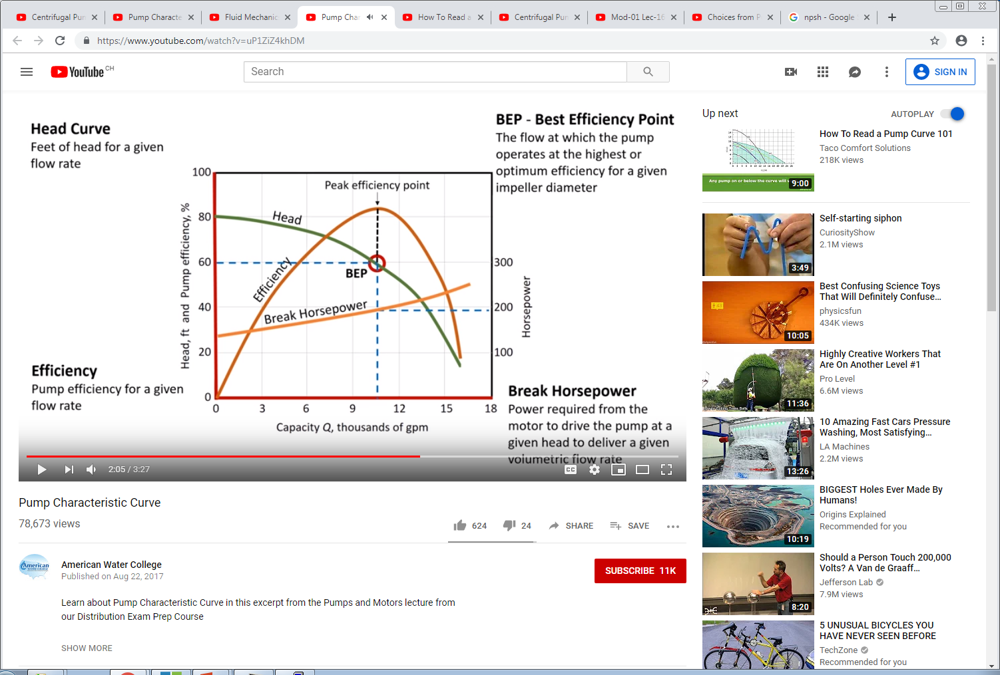 Centrifugal Pun
Pump Characte
Fluid Mechanic
Pump Char
How To Read a
Centrifugal Pun
Mod-01 Lec-16
Choices from P
npsh - Google S
https://www.youtube.com/watch?v=uP1ZiZ4khDM
YouTube CH
Search
SIGN IN
Head Curve
Feet of head for a given
flow rate
BEP - Best Efficiency Point
The flow at which the pump
operates at the highest or
optimum efficiency for a given
impeller diameter
Peak efficiency point
Head
Efficiency
BEP
Break Horsepower
Head, ft and Pump efficiency, %
100
80
60
40
20
0
300
200
100
Horsepower
0 3 6 9 12 15 18
Capacity Q, thousands of gpm
Efficiency
Pump efficiency for a given
flow rate
Break Horsepower
Power required from the
motor to drive the pump at a
given head to deliver a given
volumetric flow rate
2:05 / 3:27
CC
Pump Characteristic Curve
78,673 views
624
24
SHARE
SAVE
American
WATER COLLEGE
American Water College
Published on Aug 22, 2017
SUBSCRIBE 11K
Learn about Pump Characteristic Curve in this excerpt from the Pumps and Motors lecture from
our Distribution Exam Prep Course
SHOW MORE
Up next
AUTOPLAY
Any pump on or below the curve will
9:00
How To Read a Pump Curve 101
Taco Comfort Solutions
218K views
3:49
Self-starting siphon
CuriosityShow
2.1M views
10:05
Best Confusing Science Toys
That Will Definitely Confuse...
physicsfun
434K views
11:36
Highly Creative Workers That
Are On Another Level #1
Pro Level
6.6M views
13:26
10 Amazing Fast Cars Pressure
Washing, Most Satisfying...
LA Machines
2.2M views
10:19
BIGGEST Holes Ever Made By
Humans!
Origins Explained
Recommended for you
8:20
Should a Person Touch 200,000
Volts? A Van de Graaff...
Jefferson Lab
7.9M views
5 UNUSUAL BICYCLES YOU
HAVE NEVER SEEN BEFORE
TechZone
Recommended for you